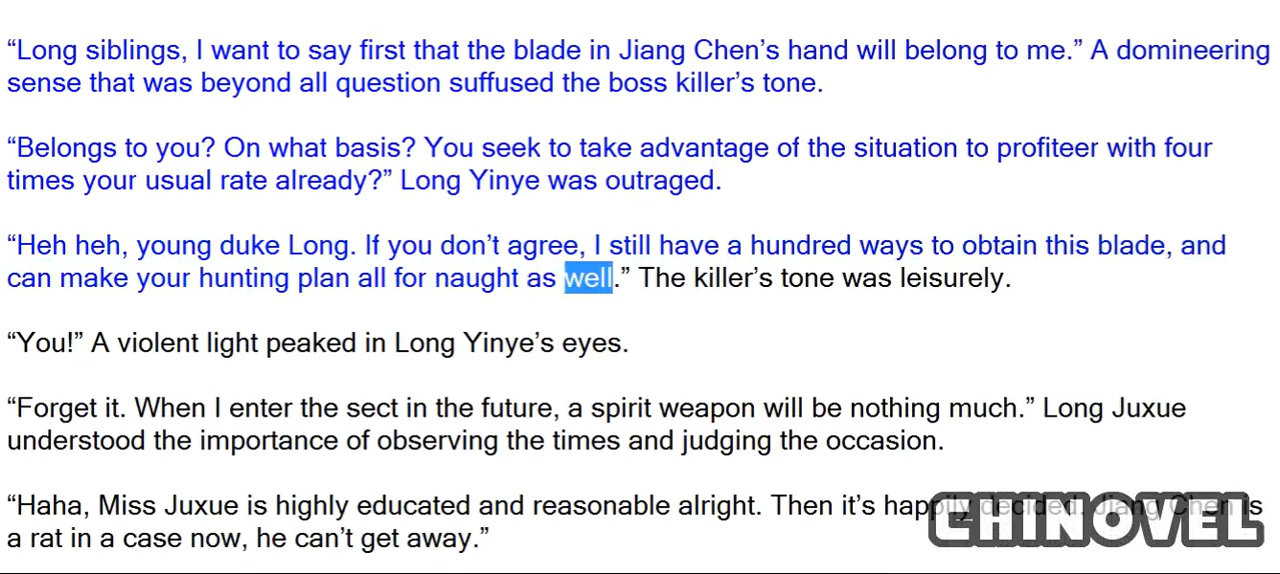 “Long siblings, I want to say first that the blade in Jiang Chen’s hand will belong to me.” A domineering
sense that was beyond all question suffused the boss killer’s tone.
“Belongs to you? On what basis? You seek to take advantage of the situation to profiteer with four
times your usual rate already?” Long Yinye was outraged.
“Heh heh, young duke Long. If you don’t agree, I still have a hundred ways to obtain this blade, and
can make your hunting plan all for naught as well.” The killer’s tone was leisurely.
“You!” A violent light peaked in Long Yinye’s eyes.
“Forget it. When I enter the sect in the future, a spirit weapon will be nothing much.” Long Juxue
understood the importance of observing the times and judging the occasion.
“Haha, Miss Juxue is highly educated and reasonable alright. Then it’s happily decided. Jiang Chen is
a rat in a case now, he can’t get away.”
CHINOVEL